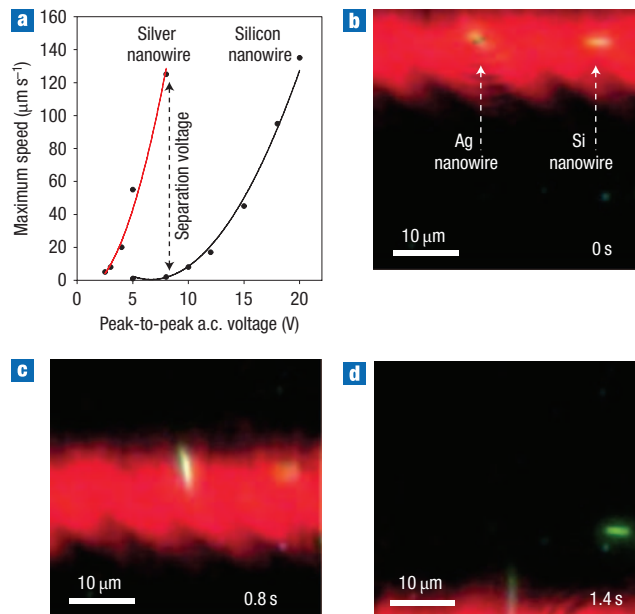 a
Silver
nanowire
Silicon
nanowire
Maximum speed (μm s⁻¹)
160
140
120
100
80
60
40
20
0
Separation voltage
0
5
10
15
20
Peak-to-peak a.c. voltage (V)
b
Ag
nanowire
Si
nanowire
10 μm
0 s
c
10 μm
0.8 s
d
10 μm
1.4 s